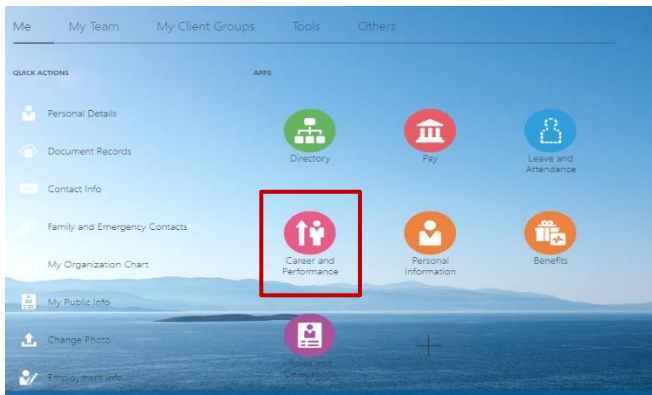 Me My Team My Client Groups Tools Others
QUICK ACTIONS
APPS
Personal Details
Document Records
Contact Info
Family and Emergency Contacts
My Organization Chart
My Public Info
Change Photo
Employment Info
Directory
Pay
Leave and
Attendance
Career and
Performance
Personal
Information
Benefits